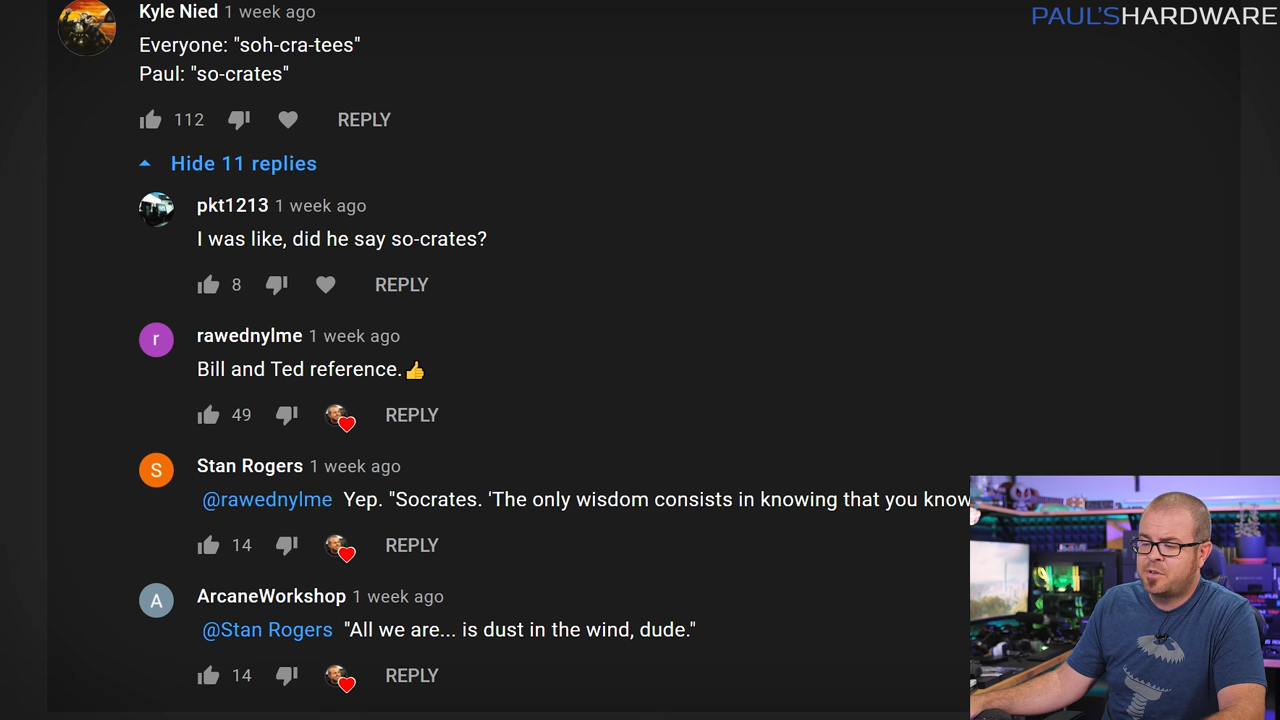 PAUL'SHARDWARE
Kyle Nied 1 week ago
Everyone: "soh-cra-tees"
Paul: "so-crates"
112 REPLY
Hide 11 replies
pkt1213 1 week ago
I was like, did he say so-crates?
8 REPLY
r
rawednylme 1 week ago
Bill and Ted reference.👍
49 REPLY
S
Stan Rogers 1 week ago
@rawednylme Yep. "Socrates. 'The only wisdom consists in knowing that you know
14 REPLY
A
ArcaneWorkshop 1 week ago
@Stan Rogers "All we are... is dust in the wind, dude."
14 REPLY